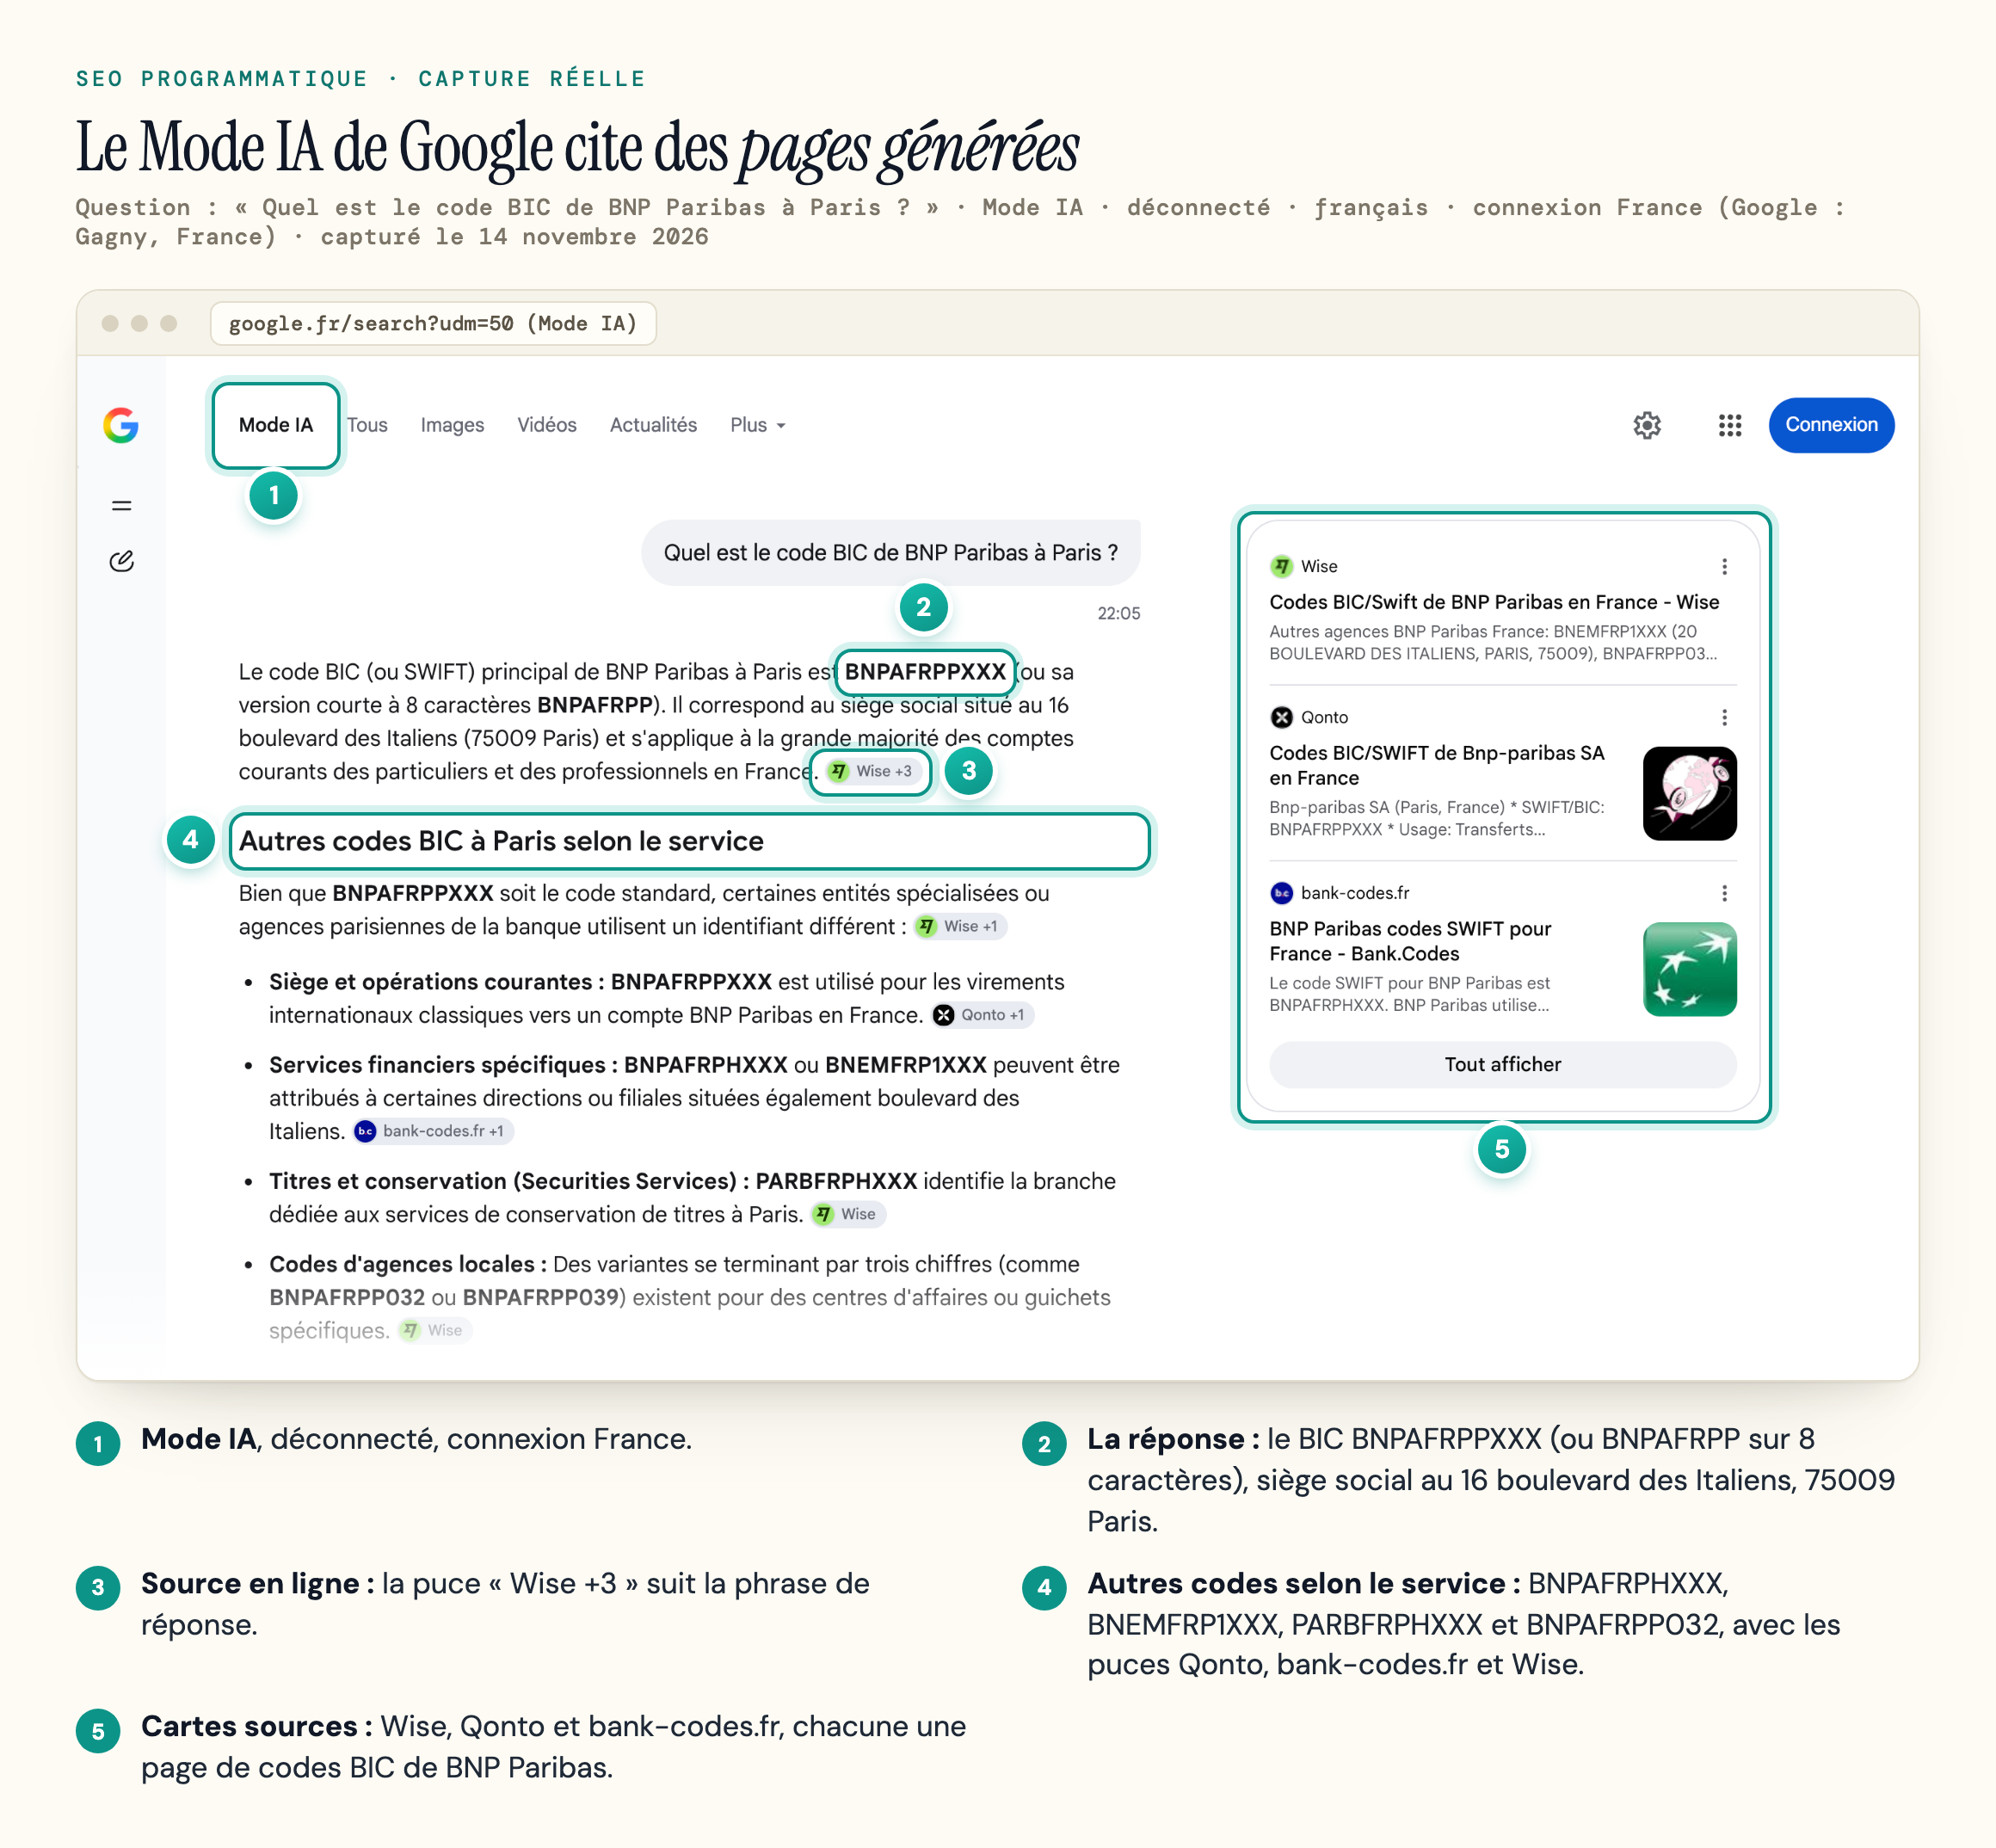 SEO PROGRAMMATIQUE · CAPTURE RÉELLE
Le Mode IA de Google cite des pages générées
Question : « Quel est le code BIC de BNP Paribas à Paris ? » · Mode IA · déconnecté · français · connexion France (Google :
Gagny, France) · capturé le 14 novembre 2026
google.fr/search?udm=50 (Mode IA)
Mode IA
Tous
Images
Vidéos
Actualités
Plus
Connexion
1
Quel est le code BIC de BNP Paribas à Paris ?
2
22:05
Le code BIC (ou SWIFT) principal de BNP Paribas à Paris est BNPAFRPPXXX (ou sa
version courte à 8 caractères BNPAFRPP). Il correspond au siège social situé au 16
boulevard des Italiens (75009 Paris) et s'applique à la grande majorité des comptes
courants des particuliers et des professionnels en France. Wise +3
3
4
Autres codes BIC à Paris selon le service
Bien que BNPAFRPPXXX soit le code standard, certaines entités spécialisées ou
agences parisiennes de la banque utilisent un identifiant différent : Wise +1
• Siège et opérations courantes : BNPAFRPPXXX est utilisé pour les virements
internationaux classiques vers un compte BNP Paribas en France. Qonto +1
• Services financiers spécifiques : BNPAFRPHXXX ou BNEMFRP1XXX peuvent être
attribués à certaines directions ou filiales situées également boulevard des
Italiens. bc bank-codes.fr +1
• Titres et conservation (Securities Services) : PARBFRPHXXX identifie la branche
dédiée aux services de conservation de titres à Paris. Wise
• Codes d'agences locales : Des variantes se terminant par trois chiffres (comme
BNPAFRPP032 ou BNPAFRPP039) existent pour des centres d'affaires ou guichets
spécifiques. Wise
Wise
Codes BIC/Swift de BNP Paribas en France - Wise
Autres agences BNP Paribas France: BNEMFRP1XXX (20
BOULEVARD DES ITALIENS, PARIS, 75009), BNPAFRPP03...
Qonto
Codes BIC/SWIFT de Bnp-paribas SA
en France
Bnp-paribas SA (Paris, France) * SWIFT/BIC:
BNPAFRPPXXX * Usage: Transferts...
bc bank-codes.fr
BNP Paribas codes SWIFT pour
France - Bank.Codes
Le code SWIFT pour BNP Paribas est
BNPAFRPHXXX. BNP Paribas utilise...
Tout afficher
5
1 Mode IA, déconnecté, connexion France.
2 La réponse : le BIC BNPAFRPPXXX (ou BNPAFRPP sur 8
caractères), siège social au 16 boulevard des Italiens, 75009
Paris.
3 Source en ligne : la puce « Wise +3 » suit la phrase de
réponse.
4 Autres codes selon le service : BNPAFRPHXXX,
BNEMFRP1XXX, PARBFRPHXXX et BNPAFRPP032, avec les
puces Qonto, bank-codes.fr et Wise.
5 Cartes sources : Wise, Qonto et bank-codes.fr, chacune une
page de codes BIC de BNP Paribas.